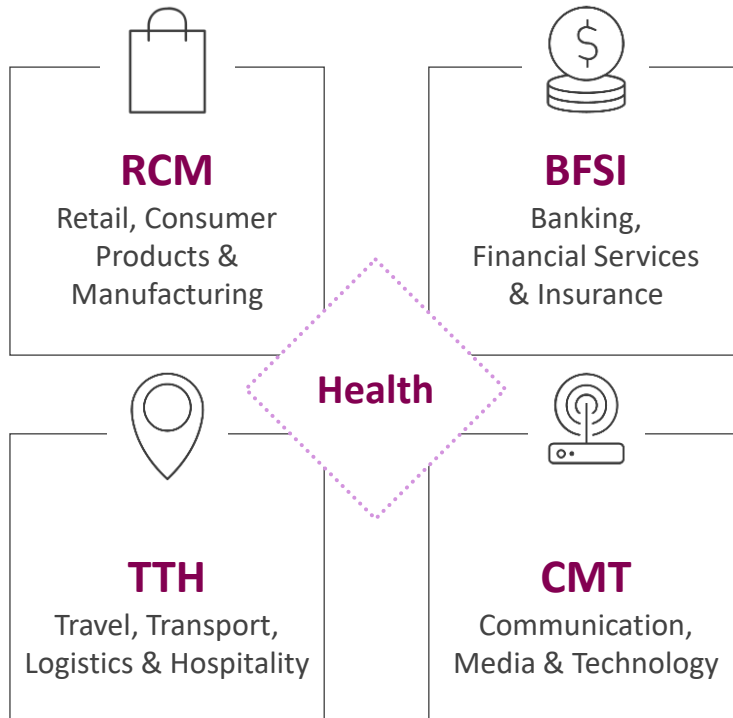 RCM
Retail, Consumer
Products &
Manufacturing
BFSI
Banking,
Financial Services
& Insurance
Health
TTH
Travel, Transport,
Logistics & Hospitality
CMT
Communication,
Media & Technology